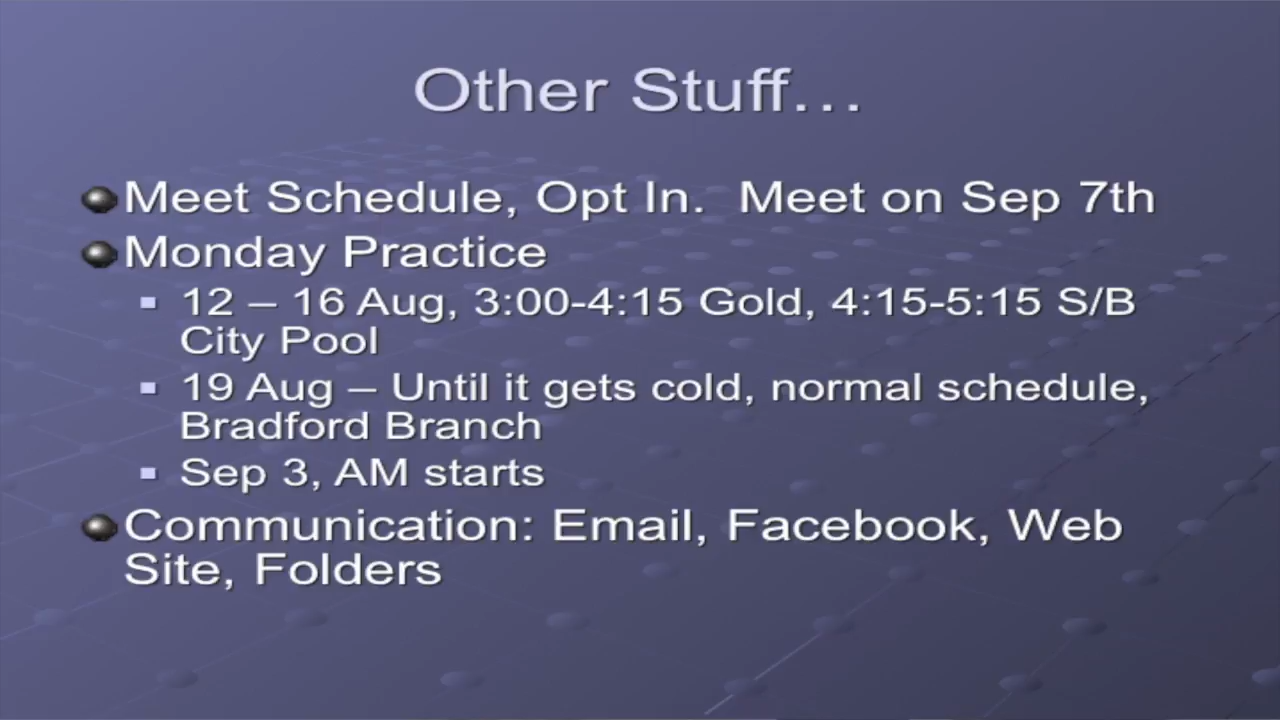 Other Stuff...
Meet Schedule, Opt In.  Meet on Sep 7th
Monday Practice
12 – 16 Aug, 3:00-4:15 Gold, 4:15-5:15 S/B
City Pool
19 Aug – Until it gets cold, normal schedule,
Bradford Branch
Sep 3, AM starts
Communication: Email, Facebook, Web
Site, Folders